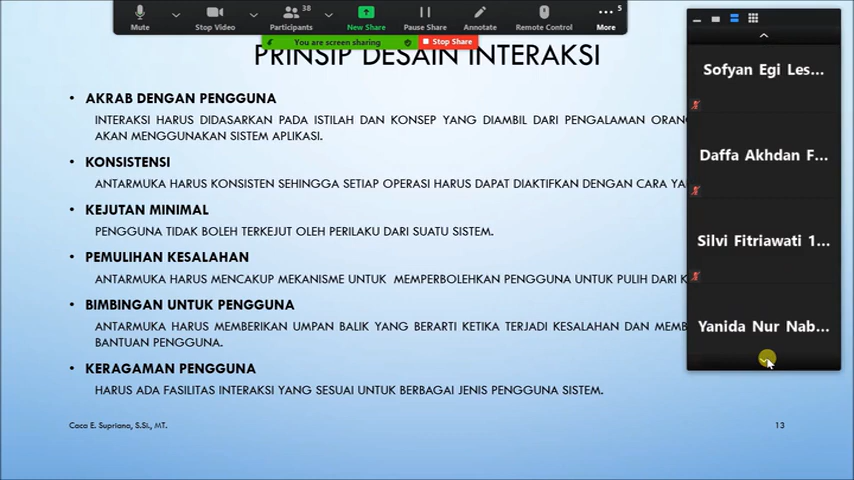 38
5
Mute
Stop Video
Participants
New Share
Pause Share
Annotate
Remote Control
More
You are screen sharing
Stop Share
PRINSIP DESAIN INTERAKSI
• AKRAB DENGAN PENGGUNA
INTERAKSI HARUS DIDASARKAN PADA ISTILAH DAN KONSEP YANG DIAMBIL DARI PENGALAMAN
AKAN MENGGUNAKAN SISTEM APLIKASI.
• KONSISTENSI
ANTARMUKA HARUS KONSISTEN SEHINGGA SETIAP OPERASI HARUS DAPAT DIAKTIFKAN DENGAN CARA
• KEJUTAN MINIMAL
PENGGUNA TIDAK BOLEH TERKEJUT OLEH PERILAKU DARI SUATU SISTEM.
• PEMULIHAN KESALAHAN
ANTARMUKA HARUS MENCAKUP MEKANISME UNTUK MEMPERBOLEHKAN PENGGUNA UNTUK PULIH DARI
• BIMBINGAN UNTUK PENGGUNA
ANTARMUKA HARUS MEMBERIKAN UMPAN BALIK YANG BERARTI KETIKA TERJADI KESALAHAN DAN
BANTUAN PENGGUNA.
• KERAGAMAN PENGGUNA
HARUS ADA FASILITAS INTERAKSI YANG SESUAI UNTUK BERBAGAI JENIS PENGGUNA SISTEM.
Caca E. Supriana, S.Si., MT.
13
Sofyan Egi Les...
Daffa Akhdan F...
Silvi Fitriawati 1...
Yanida Nur Nab...